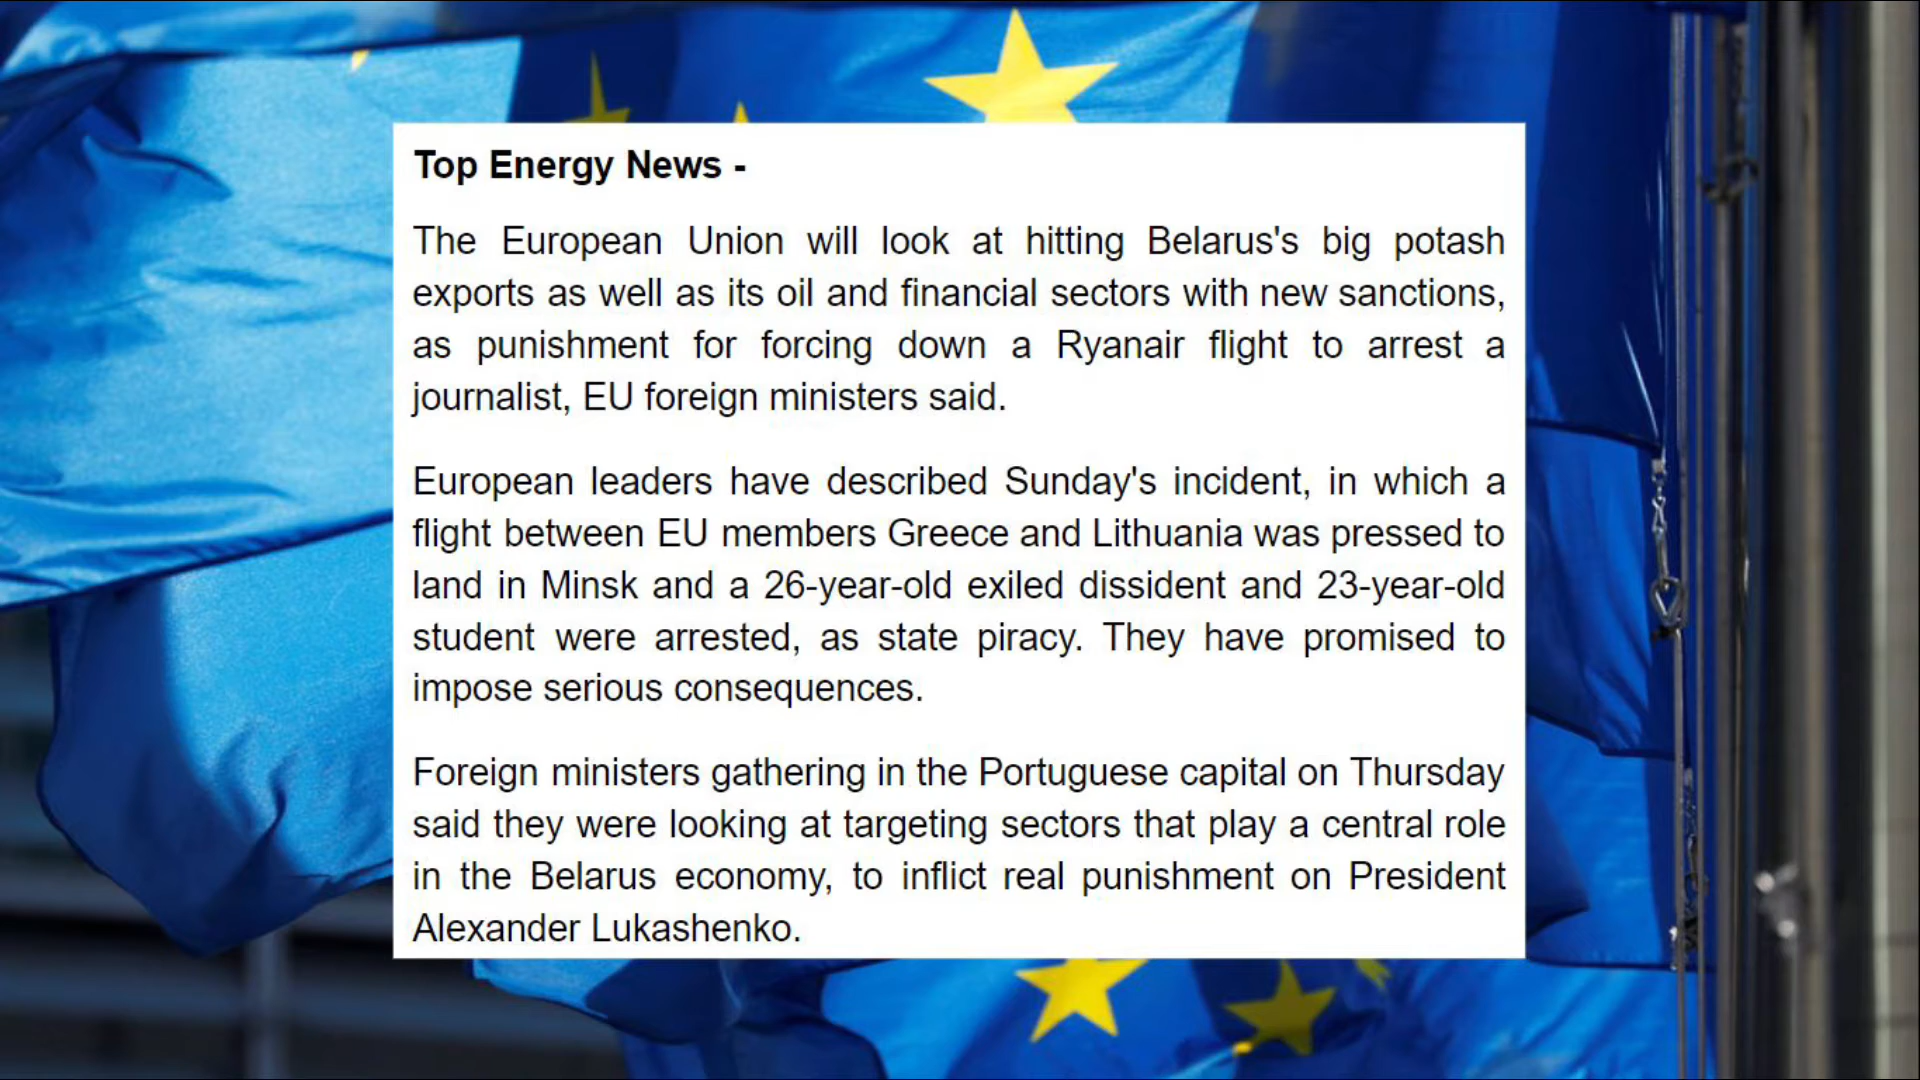 Top Energy News -
The European Union will look at hitting Belarus's big potash
exports as well as its oil and financial sectors with new sanctions,
as punishment for forcing down a Ryanair flight to arrest a
journalist, EU foreign ministers said.
European leaders have described Sunday's incident, in which a
flight between EU members Greece and Lithuania was pressed to
land in Minsk and a 26-year-old exiled dissident and 23-year-old
student were arrested, as state piracy. They have promised to
impose serious consequences.
Foreign ministers gathering in the Portuguese capital on Thursday
said they were looking at targeting sectors that play a central role
in the Belarus economy, to inflict real punishment on President
Alexander Lukashenko.